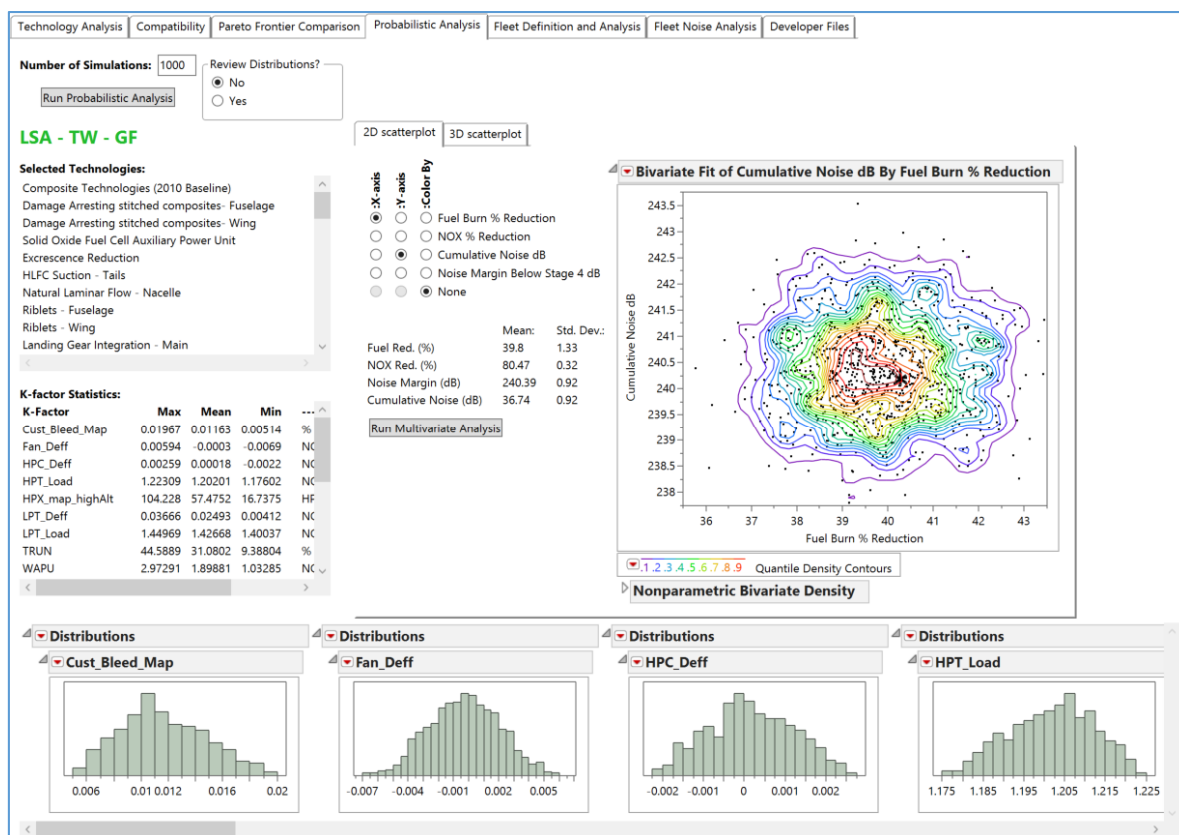 Technology Analysis Compatibility Pareto Frontier Comparison Probabilistic Analysis Fleet Definition and Analysis Fleet Noise Analysis Developer Files
Number of Simulations: 1000
Review Distributions?
No
Yes
Run Probabilistic Analysis
LSA - TW - GF
Selected Technologies:
Composite Technologies (2010 Baseline)
Damage Arresting stitched composites- Fuselage
Damage Arresting stitched composites- Wing
Solid Oxide Fuel Cell Auxiliary Power Unit
Excrescence Reduction
HLFC Suction - Tails
Natural Laminar Flow - Nacelle
Riblets - Fuselage
Riblets - Wing
Landing Gear Integration - Main
K-factor Statistics:
K-Factor Max Mean Min ---
Cust_Bleed_Map 0.01967 0.01163 0.00514 %
Fan_Deff 0.00594 -0.0003 -0.0069 NC
HPC_Deff 0.00259 0.00018 -0.0022 NC
HPT_Load 1.22309 1.20201 1.17602 NC
HPX_map_highAlt 104.228 57.4752 16.7375 HP
LPT_Deff 0.03666 0.02493 0.00412 NC
LPT_Load 1.44969 1.42668 1.40037 NC
TRUN 44.5889 31.0802 9.38804 %
WAPU 2.97291 1.89881 1.03285 NC
2D scatterplot 3D scatterplot
:X-axis :Y-axis :Color By
Fuel Burn % Reduction
NOX % Reduction
Cumulative Noise dB
Noise Margin Below Stage 4 dB
None
Mean: Std. Dev.:
Fuel Red. (%) 39.8 1.33
NOX Red. (%) 80.47 0.32
Noise Margin (dB) 240.39 0.92
Cumulative Noise (dB) 36.74 0.92
Run Multivariate Analysis
Bivariate Fit of Cumulative Noise dB By Fuel Burn % Reduction
Cumulative Noise dB
243.5
243
242.5
242
241.5
241
240.5
240
239.5
239
238.5
238
36 37 38 39 40 41 42 43
Fuel Burn % Reduction
.1 .2 .3 .4 .5 .6 .7 .8 .9 Quantile Density Contours
Nonparametric Bivariate Density
Distributions
Cust_Bleed_Map
0.006 0.01 0.012 0.016 0.02
Distributions
Fan_Deff
-0.007 -0.004 -0.001 0.002 0.005
Distributions
HPC_Deff
-0.002 -0.001 0 0.001 0.002
Distributions
HPT_Load
1.175 1.185 1.195 1.205 1.215 1.225